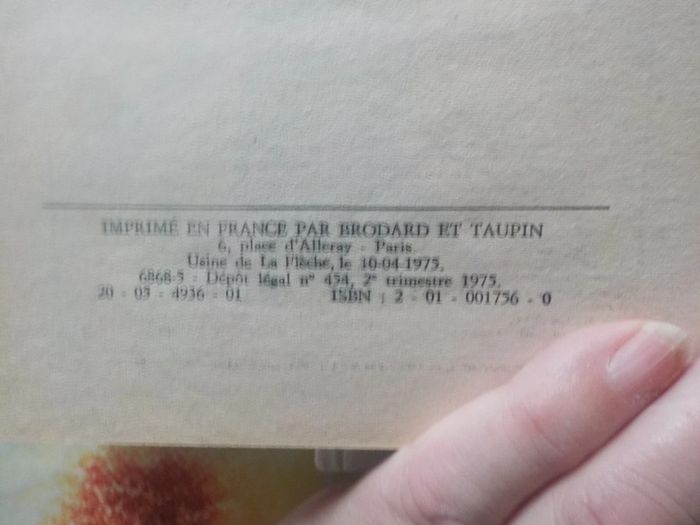 IMPRIMÉ EN FRANCE PAR BRODARD ET TAUPIN
6, place d'Alleray - Paris.
Usine de La Flèche, le 10-04-1975.
6868-5 - Dépôt légal n° 454, 2e trimestre 1975.
20 - 05 - 4936 - 01 ISBN : 2 - 01 - 001756 - 0